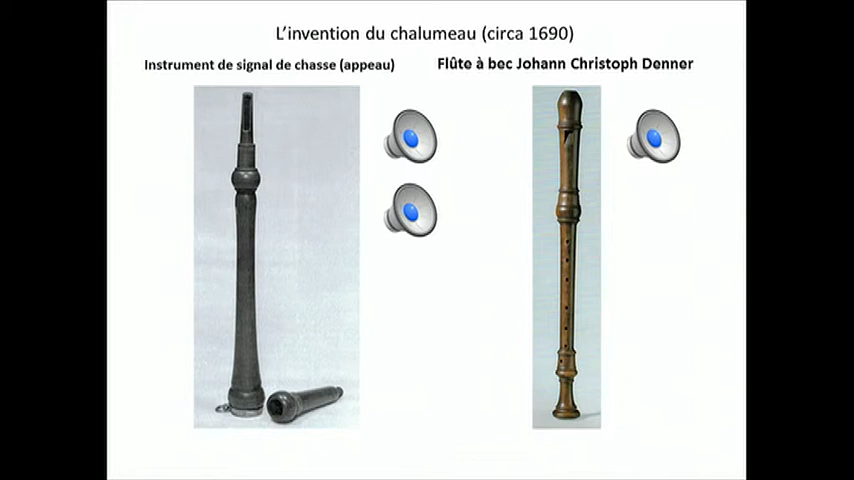 L'invention du chalumeau (circa 1690)
Instrument de signal de chasse (appeau)
Flûte à bec Johann Christoph Denner